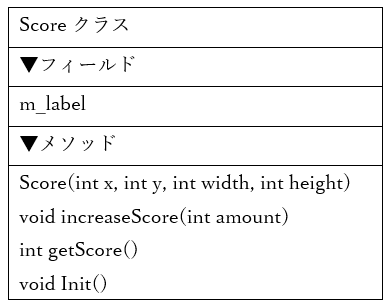 Score クラス
▼フィールド
m_label
▼メソッド
Score(int x, int y, int width, int height)
void increaseScore(int amount)
int getScore()
void Init()